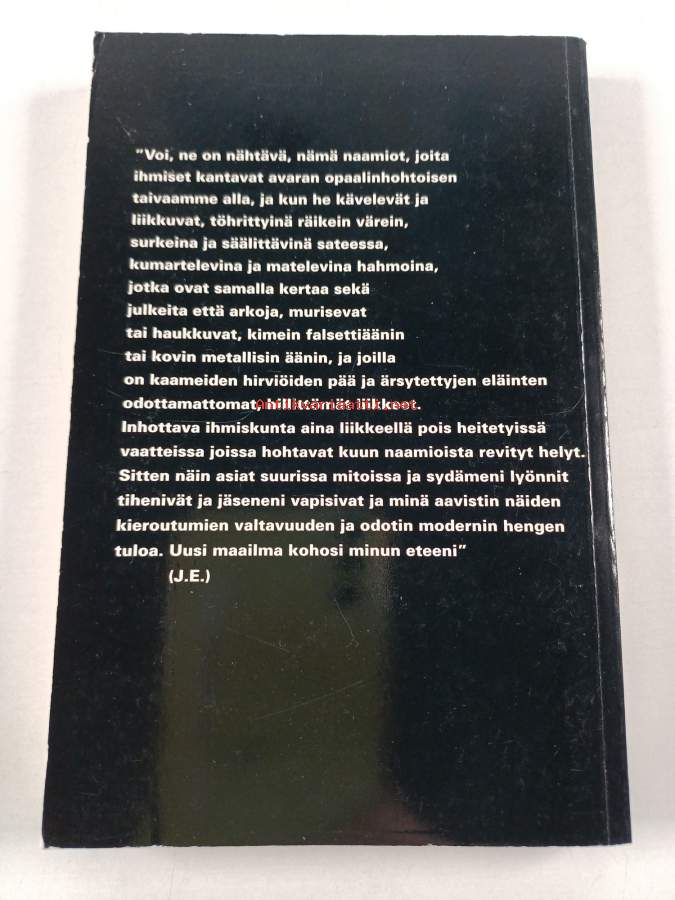 "Voi, ne on nähtävä, nämä naamiot, joita
ihmiset kantavat avaran opaalinhohtoisen
taivaamme alla, ja kun he kävelevät ja
liikkuvat, töhrittyinä räikein värein,
surkeina ja säälittävinä sateessa,
kumartelevina ja matelevina hahmoina,
jotka ovat samalla kertaa sekä
julkeita että arkoja, murisevat
tai haukkuvat, kimein falsettiäänin
tai kovin metallisin äänin, ja joilla
on kaameiden hirviöiden pää ja ärsytettyjen eläinten
odottamattomat, hillittömät liikkeet.
Antikvariaatik.net
Inhottava ihmiskunta aina liikkeellä pois heitetyissä
vaatteissa joissa hohtavat kuun naamioista revityt helyt.
Sitten näin asiat suurissa mitoissa ja sydämeni lyönnit
tihenivät ja jäseneni vapisivat ja minä aavistin näiden
kieroutumien valtavuuden ja odotin modernin hengen
tuloa. Uusi maailma kohosi minun eteeni"
(J.E.)